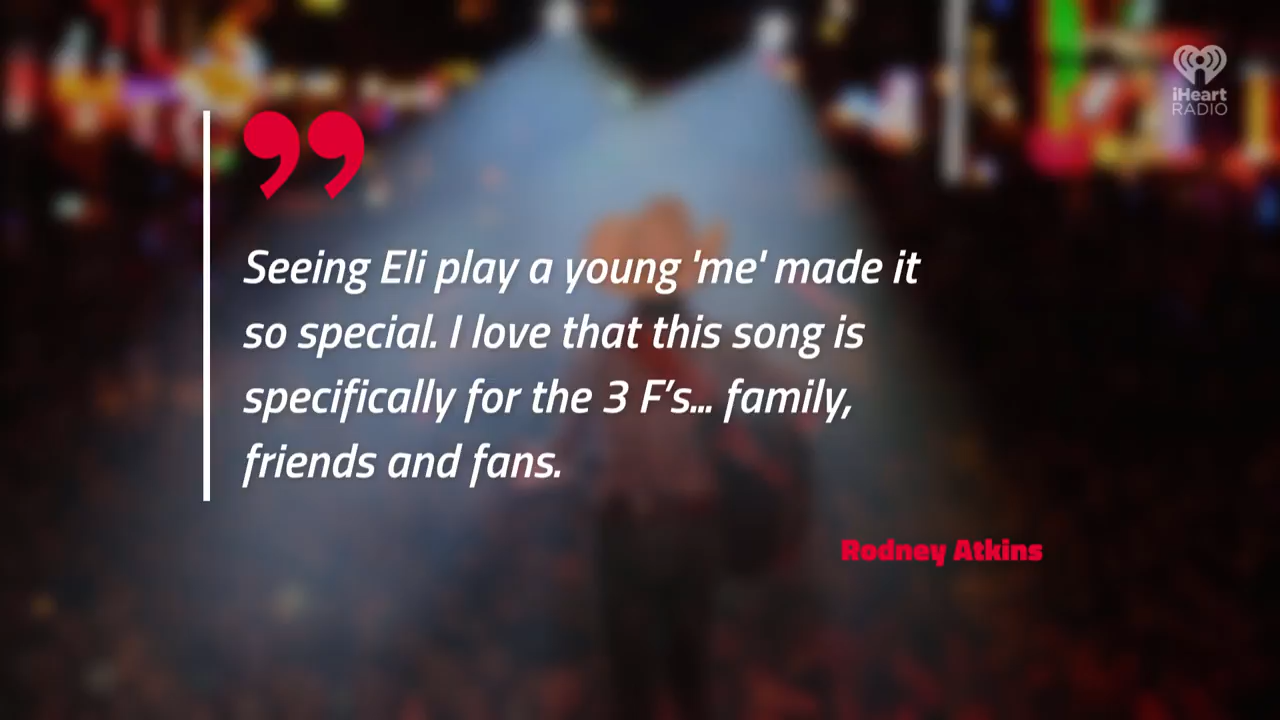 iHeart
RADIO
Seeing Eli play a young 'me' made it
so special. I love that this song is
specifically for the 3 F’s... family,
friends and fans.
Rodney Atkins